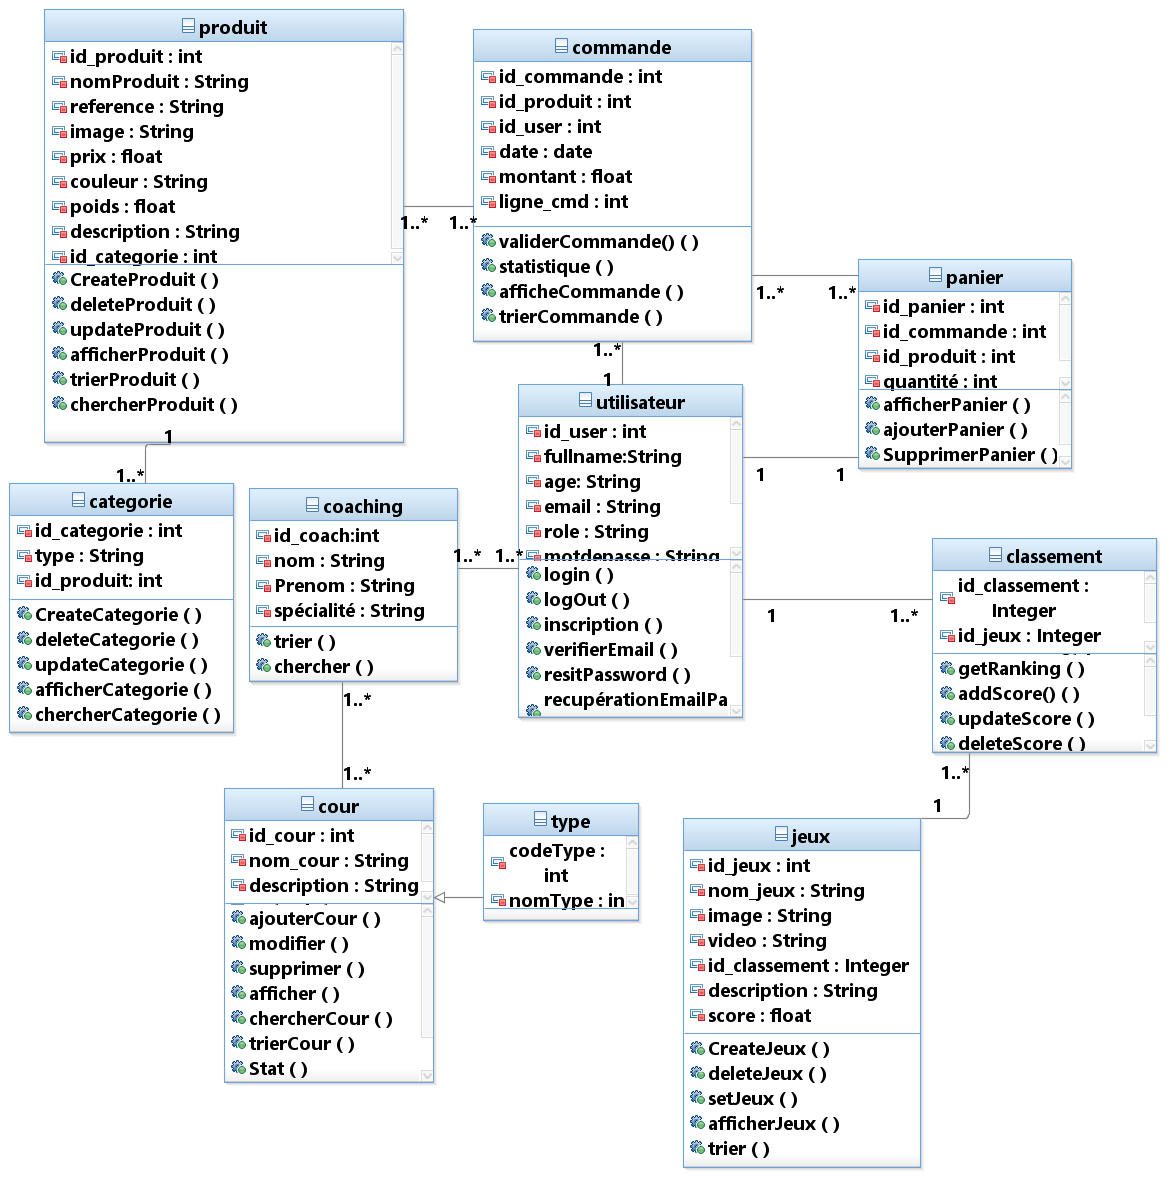 produit
id_produit : int
nomProduit : String
reference : String
image : String
prix : float
couleur : String
poids : float
description : String
id_categorie : int
CreateProduit ( )
deleteProduit ( )
updateProduit ( )
afficherProduit ( )
trierProduit ( )
chercherProduit ( )
commande
id_commande : int
id_produit : int
id_user : int
date : date
montant : float
ligne_cmd : int
validerCommande() ( )
statistique ( )
afficheCommande ( )
trierCommande ( )
1..*
1..*
1..*
1..*
panier
id_panier : int
id_commande : int
id_produit : int
quantité : int
afficherPanier ( )
ajouterPanier ( )
SupprimerPanier ( )
1..*
1
utilisateur
id_user : int
fullname:String
age: String
email : String
role : String
motdepasse : String
login ( )
logOut ( )
inscription ( )
verifierEmail ( )
resitPassword ( )
recupérationEmailPa
1
1
1
1..*
categorie
id_categorie : int
type : String
id_produit: int
CreateCategorie ( )
deleteCategorie ( )
updateCategorie ( )
afficherCategorie ( )
chercherCategorie ( )
coaching
id_coach:int
nom : String
Prenom : String
spécialité : String
trier ( )
chercher ( )
1..*
1..*
1
1..*
classement
id_classement :
Integer
id_jeux : Integer
getRanking ( )
addScore() ( )
updateScore ( )
deleteScore ( )
1..*
1..*
cour
id_cour : int
nom_cour : String
description : String
ajouterCour ( )
modifier ( )
supprimer ( )
afficher ( )
chercherCour ( )
trierCour ( )
Stat ( )
type
codeType :
int
nomType : in
1..*
1
jeux
id_jeux : int
nom_jeux : String
image : String
video : String
id_classement : Integer
description : String
score : float
CreateJeux ( )
deleteJeux ( )
setJeux ( )
afficherJeux ( )
trier ( )